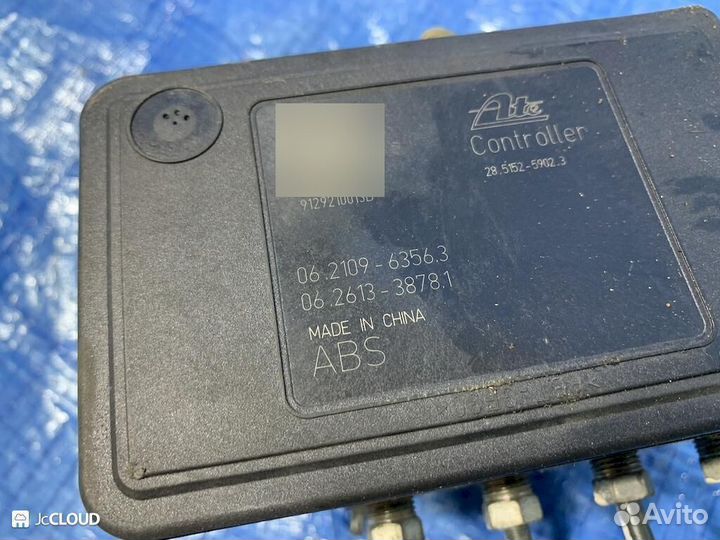 Ate
Controller
28.5152-5902.3
06.2109-6356.3
06.2613-3878.1
MADE IN CHINA
ABS
JcCLOUD
Avito